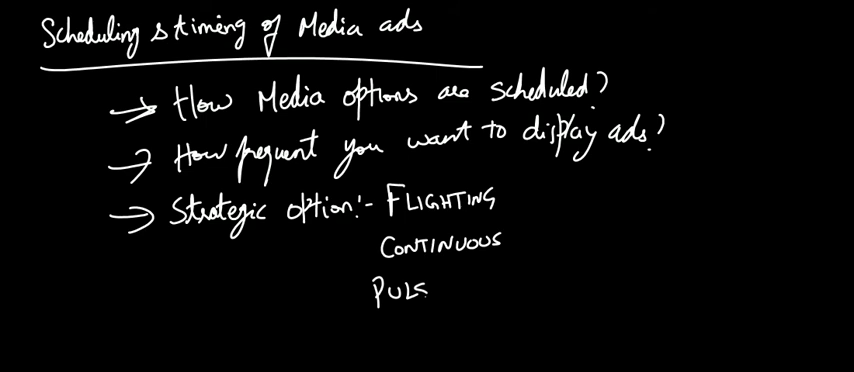 Scheduling & timing of Media ads
→ How Media options are scheduled?
→ How frequent you want to display ads?
→ Strategic option:- FLIGHTING
CONTINUOUS
PULS